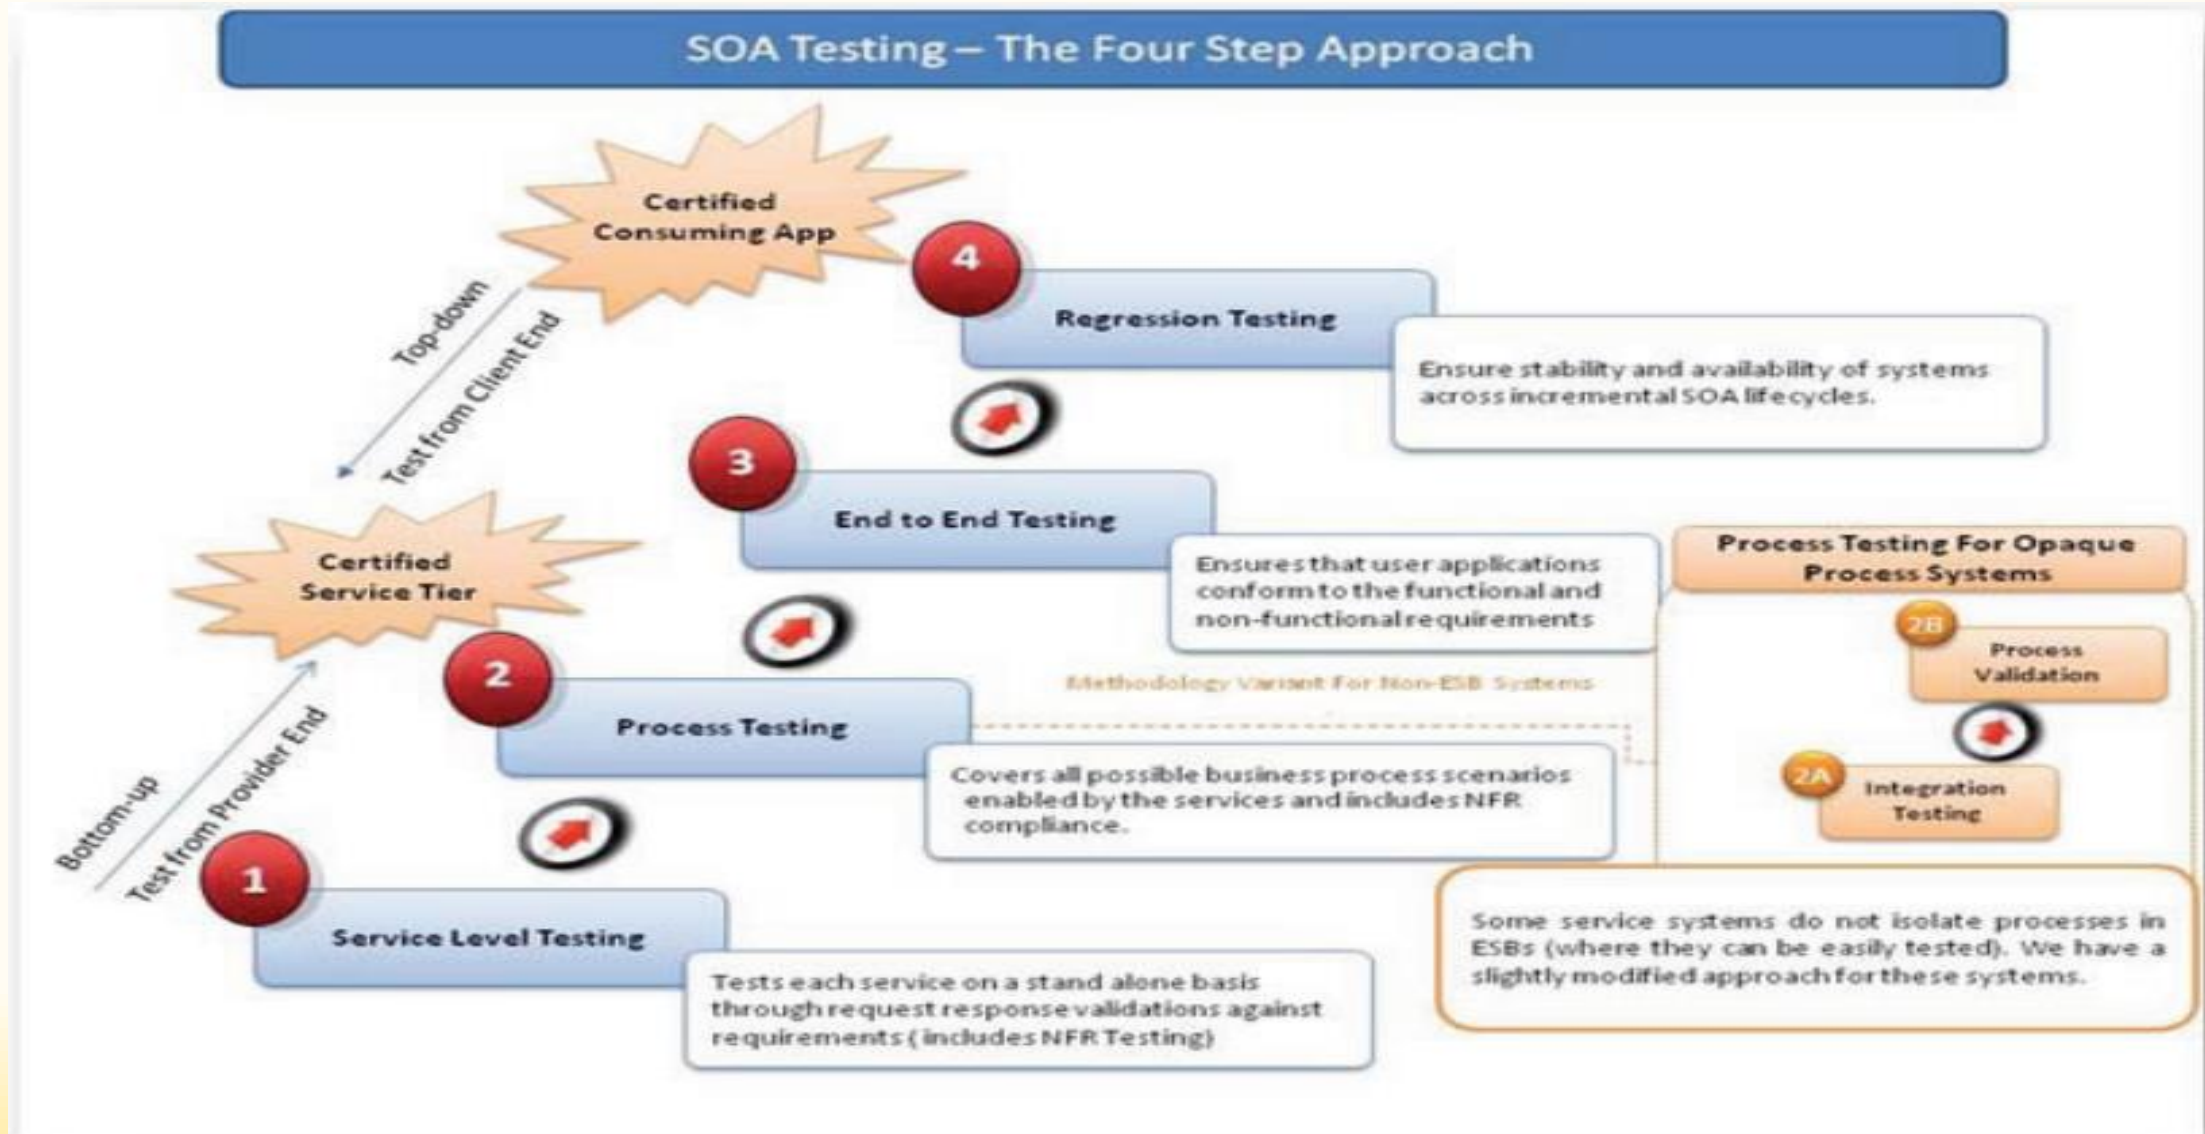 SOA Testing – The Four Step Approach
Certified
Consuming App
4
Regression Testing
Ensure stability and availability of systems
across incremental SOA lifecycles.
Top-down
Test from Client End
3
End to End Testing
Ensures that user applications
conform to the functional and
non-functional requirements
Certified
Service Tier
2
Process Testing
Covers all possible business process scenarios
enabled by the services and includes NFR
compliance.
Methodology Variant For Non-ESB Systems
Process Testing For Opaque
Process Systems
2B
Process
Validation
2A
Integration
Testing
Some service systems do not isolate processes in
ESBs (where they can be easily tested). We have a
slightly modified approach for these systems.
Bottom-up
Test from Provider End
1
Service Level Testing
Tests each service on a stand alone basis
through request response validations against
requirements ( includes NFR Testing)